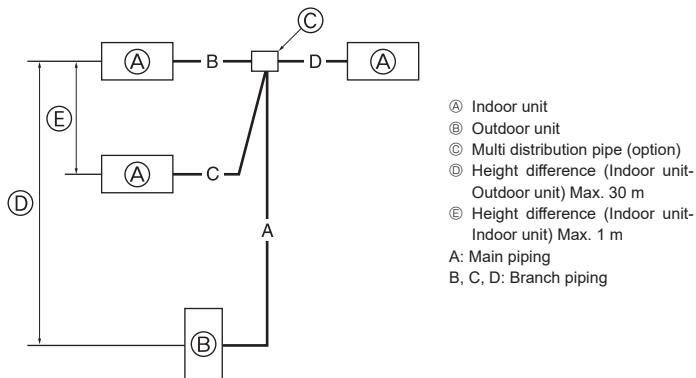 Ⓒ
Ⓐ B D Ⓐ
Ⓔ
Ⓐ C
Ⓓ
A
Ⓑ
Ⓐ Indoor unit
Ⓑ Outdoor unit
Ⓒ Multi distribution pipe (option)
Ⓓ Height difference (Indoor unit-
Outdoor unit) Max. 30 m
Ⓔ Height difference (Indoor unit-
Indoor unit) Max. 1 m
A: Main piping
B, C, D: Branch piping